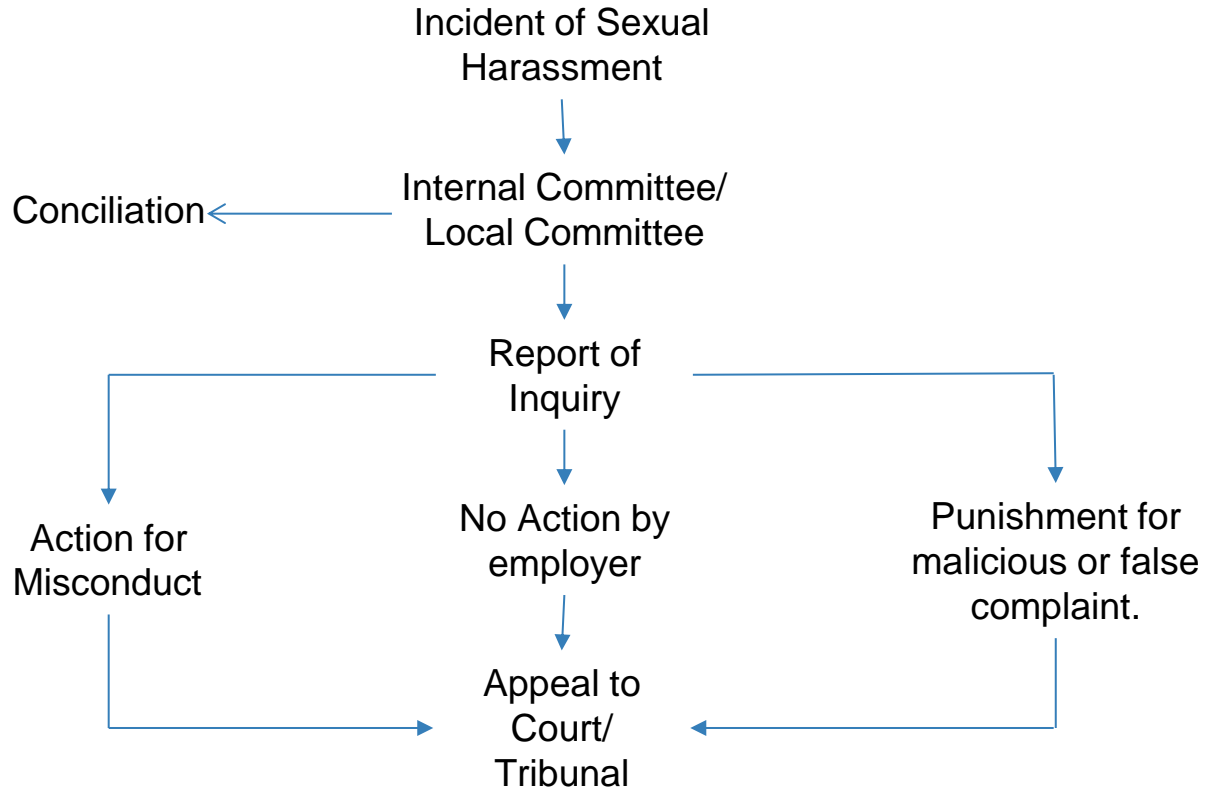 Incident of Sexual
Harassment
Conciliation
Internal Committee/
Local Committee
Report of
Inquiry
Action for
Misconduct
No Action by
employer
Punishment for
malicious or false
complaint.
Appeal to
Court/
Tribunal